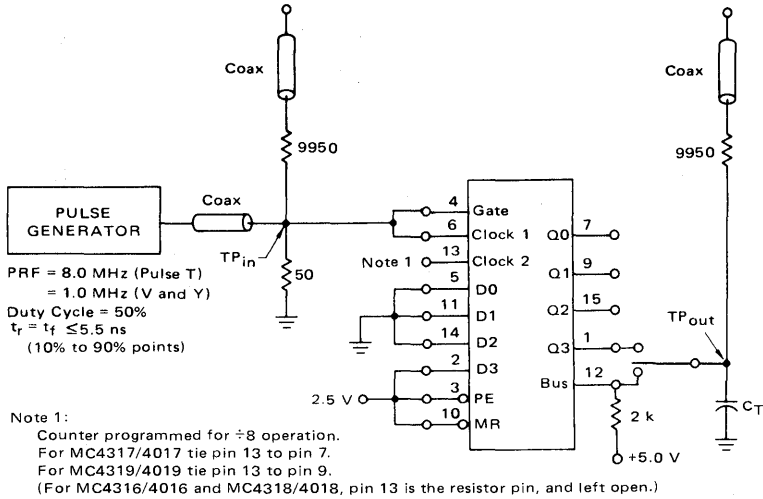 Coax
Coax
9950
9950
PULSE
GENERATOR
Coax
TPin
50
PRF = 8.0 MHz (Pulse T)
= 1.0 MHz (V and Y)
Duty Cycle = 50%
tr = tf ≤5.5 ns
(10% to 90% points)
4 Gate
6 Clock 1
Note 1 13 Clock 2
5 D0
11 D1
14 D2
2 D3
2.5 V 3 PE
10 MR
Q0 7
Q1 9
Q2 15
Q3 1
Bus 12
TPout
2 k
+5.0 V
CT
Note 1:
Counter programmed for ÷8 operation.
For MC4317/4017 tie pin 13 to pin 7.
For MC4319/4019 tie pin 13 to pin 9.
(For MC4316/4016 and MC4318/4018, pin 13 is the resistor pin, and left open.)